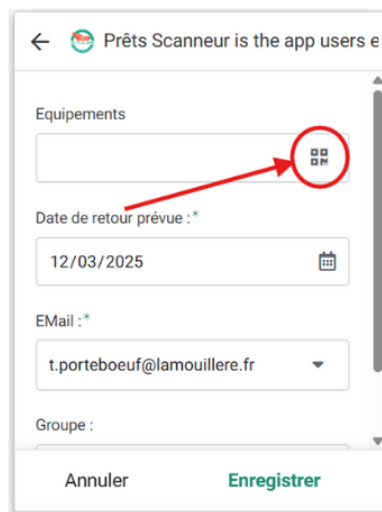 Prêts Scanneur is the app users e
Equipements
Date de retour prévue :*
12/03/2025
EMail :*
t.porteboeuf@lamouillere.fr
Groupe :
Annuler
Enregistrer